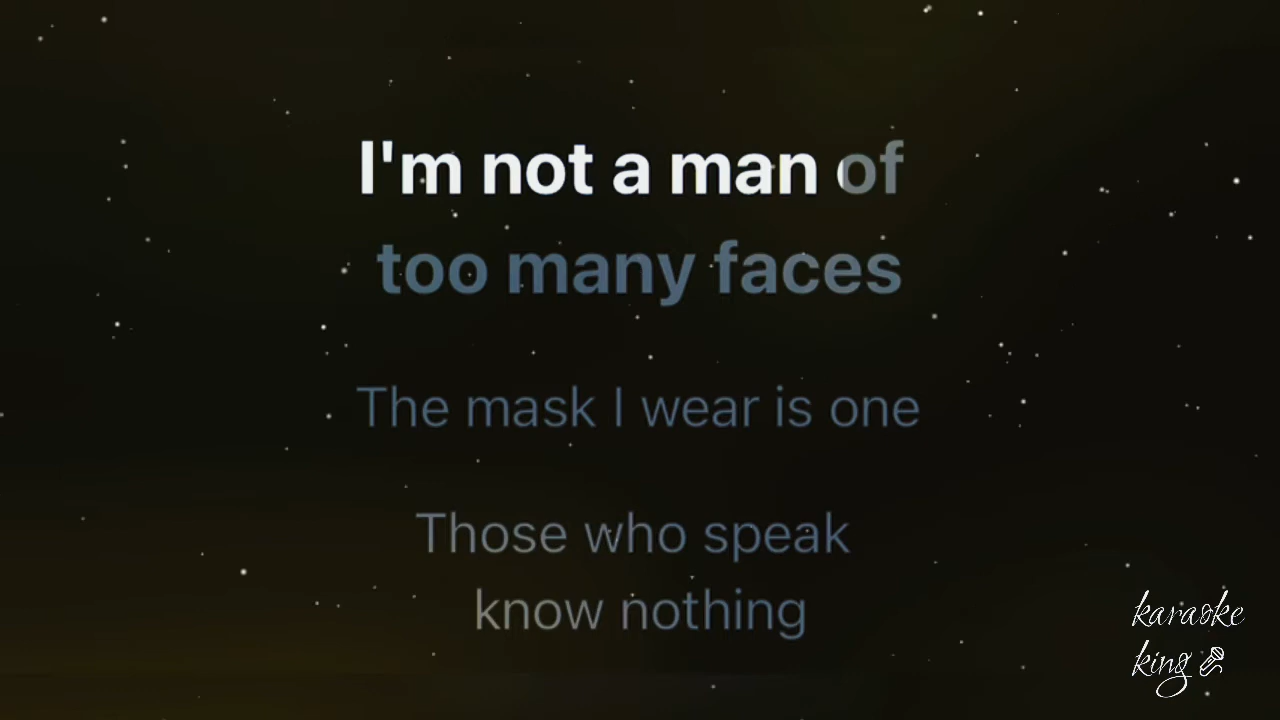 I'm not a man of
too many faces
The mask I wear is one
Those who speak
know nothing
karaoke
king